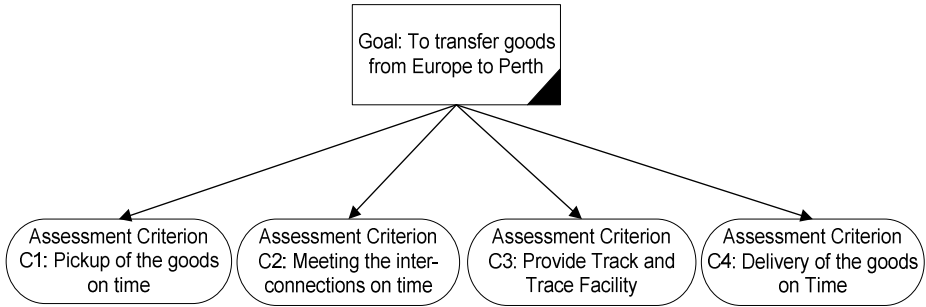 Goal: To transfer goods
from Europe to Perth
Assessment Criterion
C1: Pickup of the goods
on time
Assessment Criterion
C2: Meeting the inter-
connections on time
Assessment Criterion
C3: Provide Track and
Trace Facility
Assessment Criterion
C4: Delivery of the goods
on Time